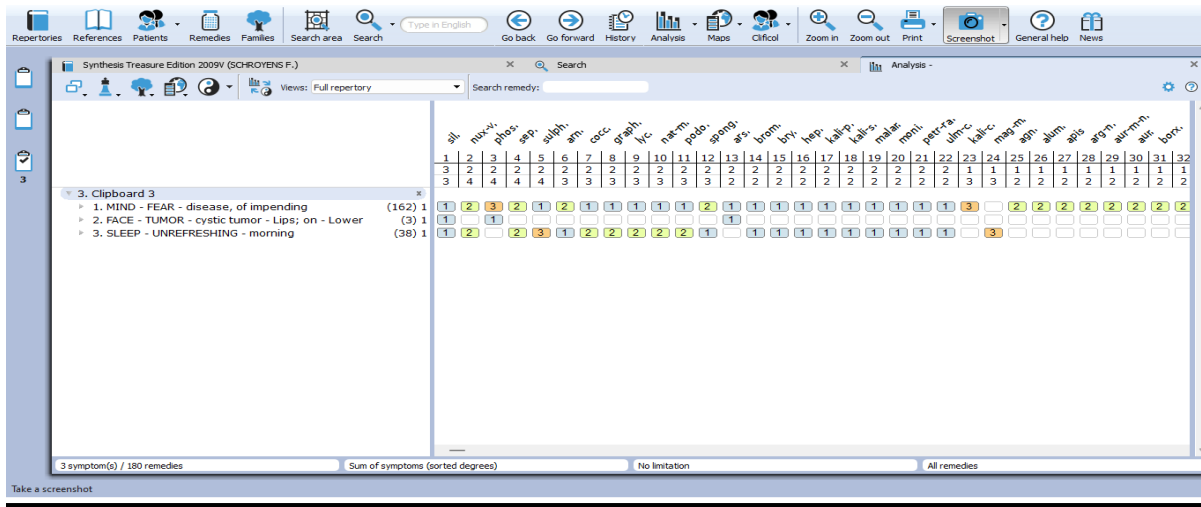 Repertories References Patients Remedies Families Search area Search Type in English Go back Go forward History Analysis Maps Clificol Zoom in Zoom out Print Screenshot General help News
Synthesis Treasure Edition 2009V (SCHROYENS F.) × Search × Analysis - ×
Views: Full repertory Search remedy:
sil. nux-v. phos. sep. sulph. arn. cocc. graph. lyc. nat-m. podo. spong. ars. brom. bry. hep. kali-p. kali-s. malar. moni. petr-ra. ulm-c. kali-c. mag-m. agn. alum. apis arg-n. aur-m-n. aur. borx.
1 2 3 4 5 6 7 8 9 10 11 12 13 14 15 16 17 18 19 20 21 22 23 24 25 26 27 28 29 30 31 32
3 2 2 2 2 2 2 2 2 2 2 2 2 2 2 2 2 2 2 2 2 2 1 1 1 1 1 1 1 1 1 1
3 4 4 4 4 3 3 3 3 3 3 3 2 2 2 2 2 2 2 2 2 2 3 3 2 2 2 2 2 2 2 2
3
3. Clipboard 3 ×
1. MIND - FEAR - disease, of impending (162) 1 1 2 3 2 1 2 1 1 1 1 1 2 1 1 1 1 1 1 1 1 1 1 3 2 2 2 2 2 2 2 2
2. FACE - TUMOR - cystic tumor - Lips; on - Lower (3) 1 1 1 1
3. SLEEP - UNREFRESHING - morning (38) 1 1 2 2 3 1 2 2 2 2 2 1 1 1 1 1 1 1 1 1 1 3
3 symptom(s) / 180 remedies Sum of symptoms (sorted degrees) No limitation All remedies
Take a screenshot